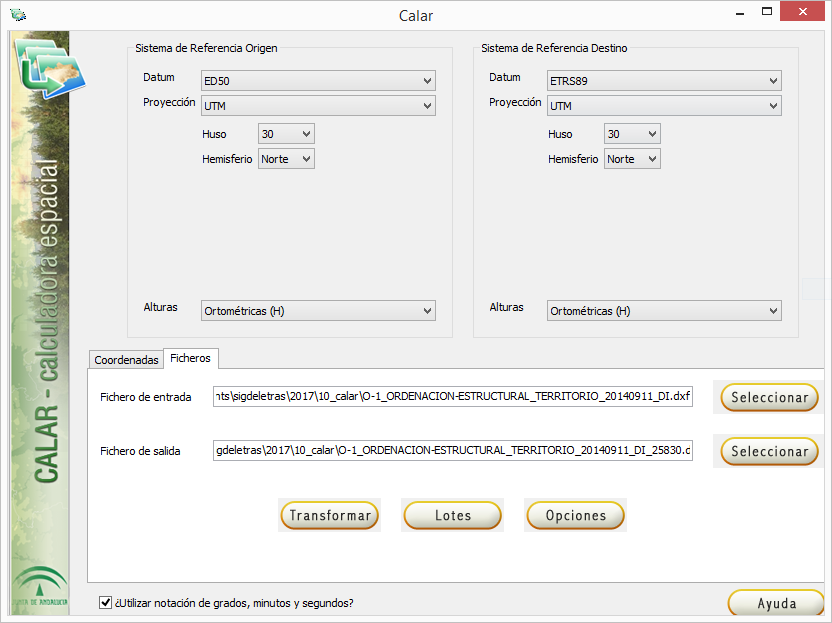 Calar
Sistema de Referencia Origen
Datum
ED50
Proyección
UTM
Huso
30
Hemisferio
Norte
Alturas
Ortométricas (H)
Sistema de Referencia Destino
Datum
ETRS89
Proyección
UTM
Huso
30
Hemisferio
Norte
Alturas
Ortométricas (H)
CALAR - calculadora espacial
JUNTA DE ANDALUCIA
Coordenadas
Ficheros
Fichero de entrada
nts\sigdeletras\2017\10_calar\O-1_ORDENACION-ESTRUCTURAL_TERRITORIO_20140911_DI.dxf
Seleccionar
Fichero de salida
gdeletras\2017\10_calar\O-1_ORDENACION-ESTRUCTURAL_TERRITORIO_20140911_DI_25830.d
Seleccionar
Transformar
Lotes
Opciones
¿Utilizar notación de grados, minutos y segundos?
Ayuda